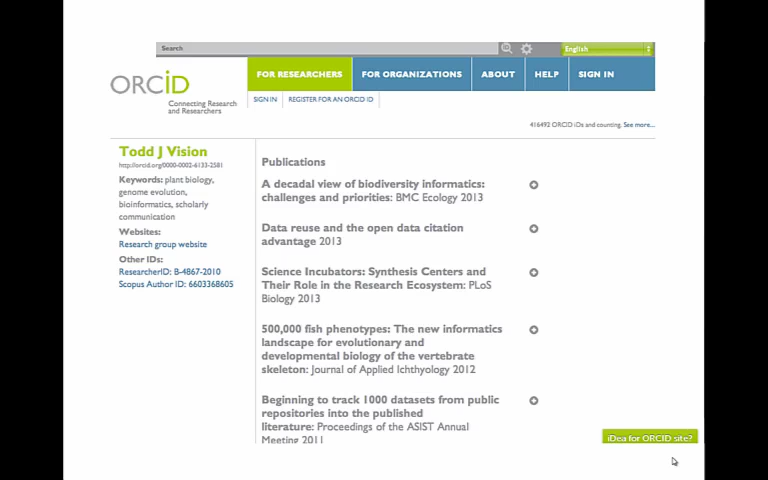 Search
English
FOR RESEARCHERS
FOR ORGANIZATIONS
ABOUT
HELP
SIGN IN
ORCiD
Connecting Research
and Researchers
SIGN IN
REGISTER FOR AN ORCID ID
416492 ORCID iDs and counting. See more...
Todd J Vision
http://orcid.org/0000-0002-6133-2581
Keywords: plant biology,
genome evolution,
bioinformatics, scholarly
communication
Websites:
Research group website
Other IDs:
ResearcherID: B-4867-2010
Scopus Author ID: 6603368605
Publications
A decadal view of biodiversity informatics:
challenges and priorities: BMC Ecology 2013
Data reuse and the open data citation
advantage 2013
Science Incubators: Synthesis Centers and
Their Role in the Research Ecosystem: PLoS
Biology 2013
500,000 fish phenotypes: The new informatics
landscape for evolutionary and
developmental biology of the vertebrate
skeleton: Journal of Applied Ichthyology 2012
Beginning to track 1000 datasets from public
repositories into the published
literature: Proceedings of the ASIST Annual
Meeting 2011
iDea for ORCID site?